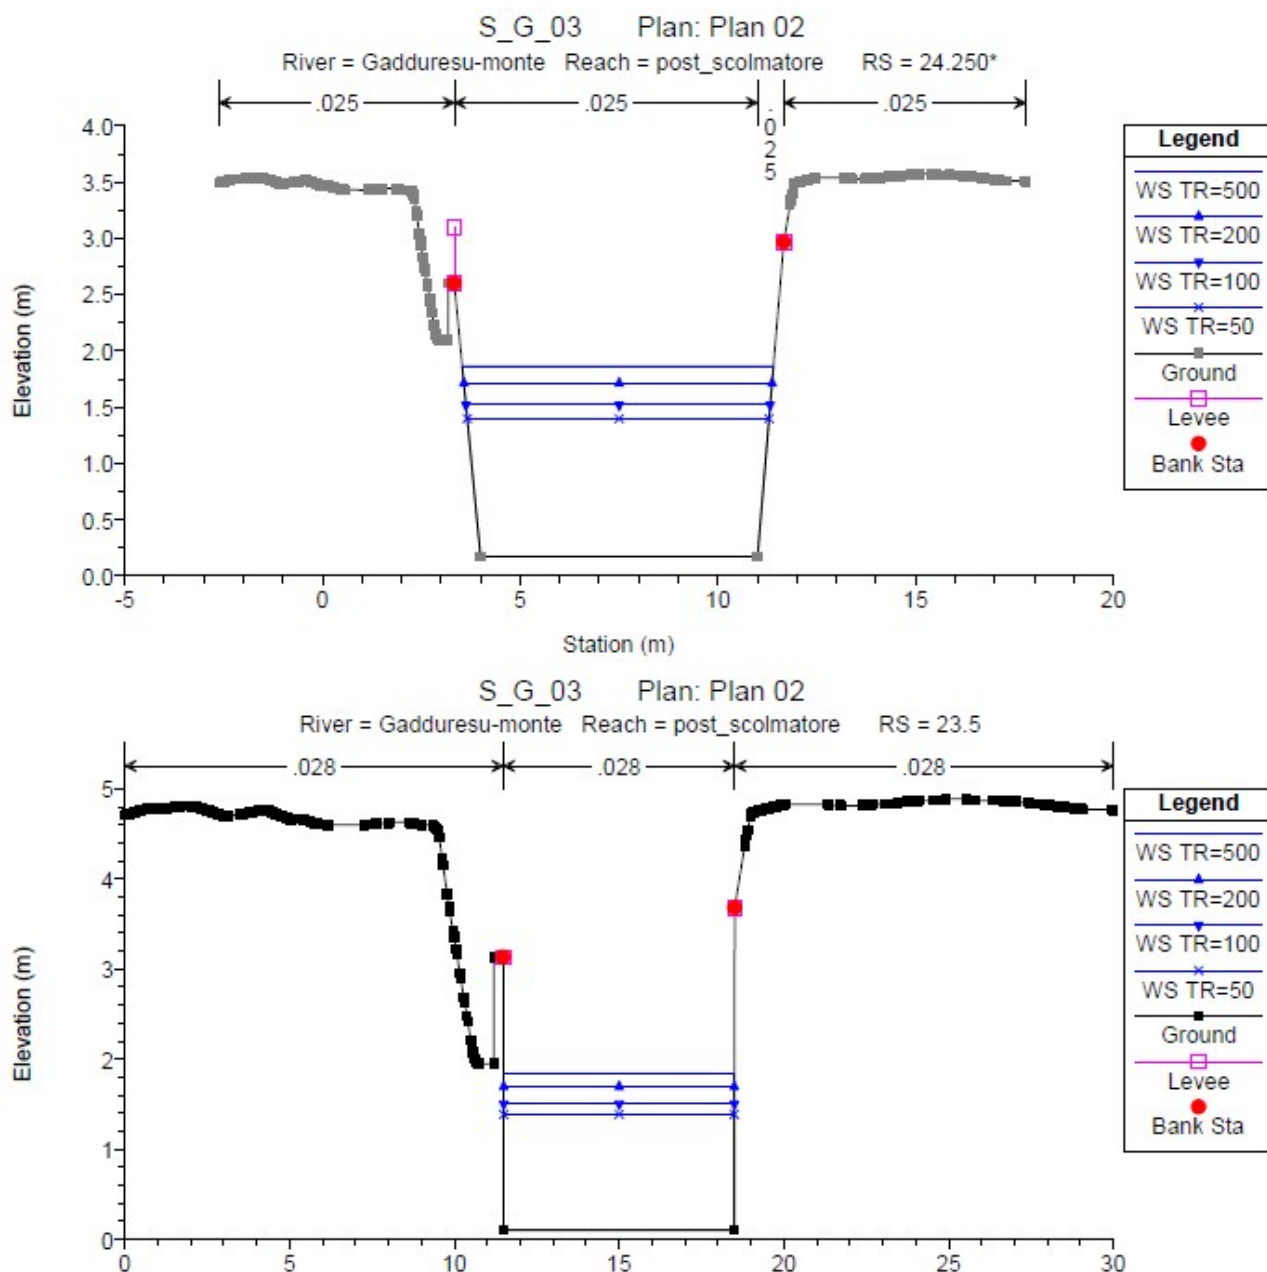 S_G_03 Plan: Plan 02
River = Gadduresu-monte Reach = post_scolmatore RS = 24.250*
.025 .025 .025 .025
4.0
3.5
3.0
2.5
2.0
1.5
1.0
0.5
0.0
Elevation (m)
-5 0 5 10 15 20
Station (m)
Legend
WS TR=500
WS TR=200
WS TR=100
WS TR=50
Ground
Levee
Bank Sta
S_G_03 Plan: Plan 02
River = Gadduresu-monte Reach = post_scolmatore RS = 23.5
.028 .028 .028
5
4
3
2
1
0
Elevation (m)
0 5 10 15 20 25 30
Legend
WS TR=500
WS TR=200
WS TR=100
WS TR=50
Ground
Levee
Bank Sta